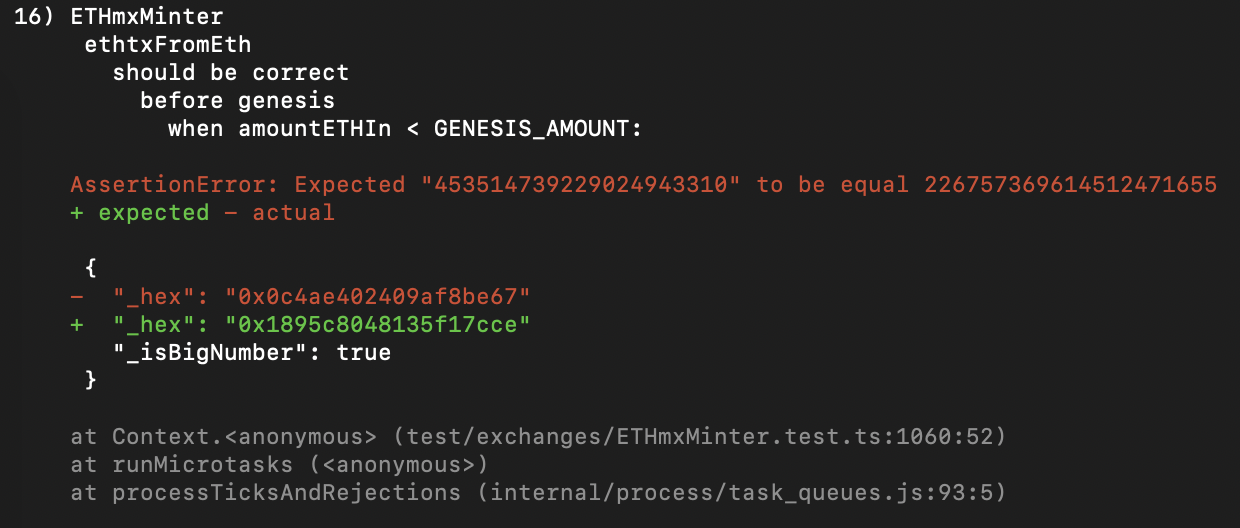 16) ETHmxMinter
ethtxFromEth
should be correct
before genesis
when amountETHIn < GENESIS_AMOUNT:
AssertionError: Expected "4535147392290249433​10" to be equal 226757369614512471655
+ expected - actual
{
- "_hex": "0x0c4ae402409af8be67"
+ "_hex": "0x1895c8048135f17cce"
"_isBigNumber": true
}
at Context.<anonymous> (test/exchanges/ETHmxMinter.test.ts:1060:52)
at runMicrotasks (<anonymous>)
at processTicksAndRejections (internal/process/task_queues.js:93:5)